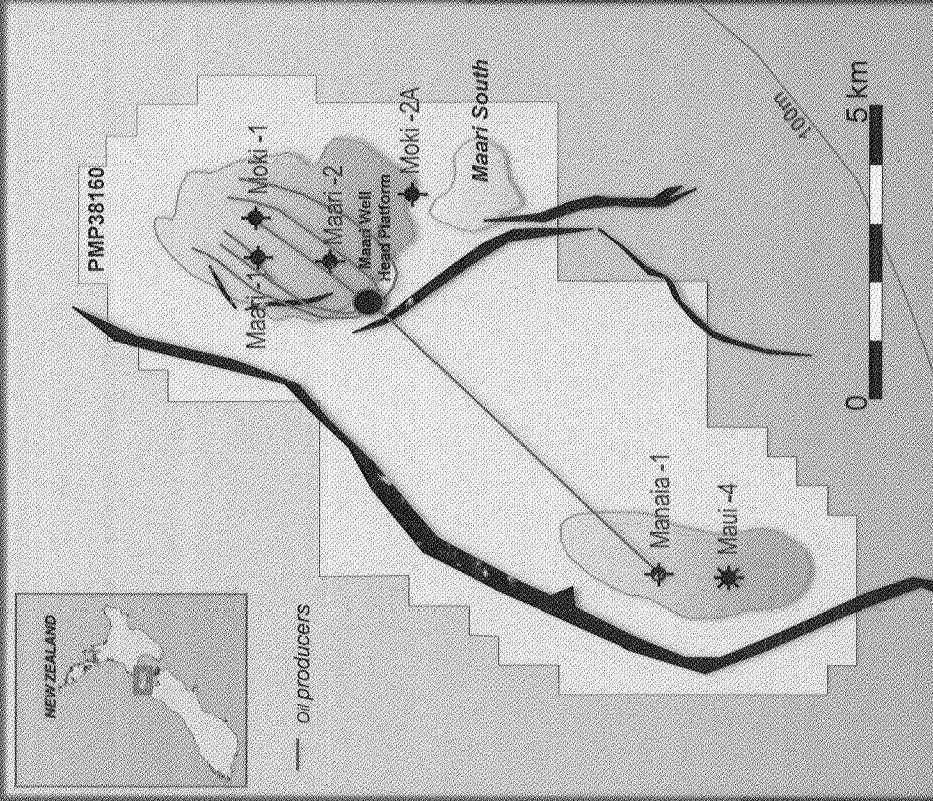 NEW ZEALAND
Oil producers
PMP38160
Maari-1
Moki -1
Maari -2
Maari Well
Head Platform
Moki -2A
Maari South
Manaia -1
Maui -4
100m
0
5 km